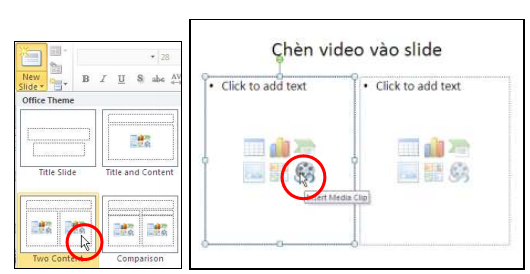 New
Slide
28
B I U S abc AV
Office Theme
Title Slide
Title and Content
Two Content
Comparison
Chèn video vào slide
• Click to add text
• Click to add text
Insert Media Clip